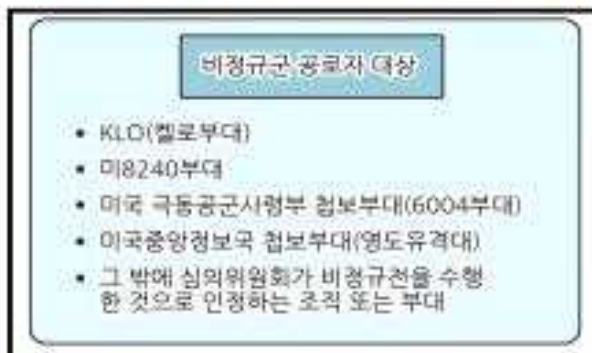 비정규군 공로자 대상
• KLO(켈로부대)
• 미8240부대
• 미국 극동공군사령부 첩보부대(6004부대)
• 미국중앙정보국 첩보부대(영도유격대)
• 그 밖에 심의위원회가 비정규전을 수행
한 것으로 인정하는 조직 또는 부대